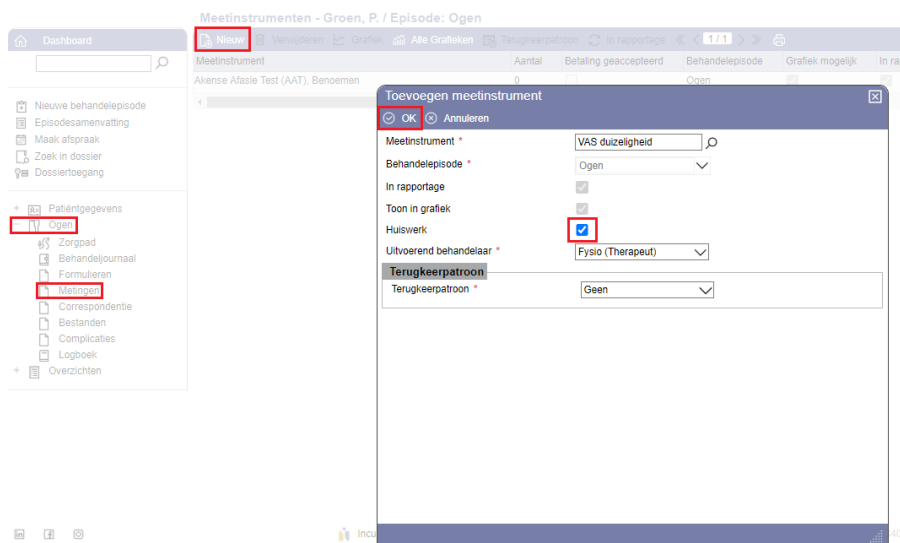 Meetinstrumenten - Groen, P. / Episode: Ogen
Dashboard
Nieuw Verwijderen Grafiek Alle Grafieken Terugkeerpatroon In rapportage 1 / 1
Meetinstrument Aantal Betaling geaccepteerd Behandelepisode Grafiek mogelijk In ra
Akense Afasie Test (AAT), Benoemen 0 Ogen
Nieuwe behandelepisode
Episodesamenvatting
Maak afspraak
Zoek in dossier
Dossiertoegang
Patiëntgegevens
Ogen
Zorgpad
Behandeljournaal
Formulieren
Metingen
Correspondentie
Bestanden
Complicaties
Logboek
Overzichten
Toevoegen meetinstrument
OK Annuleren
Meetinstrument * VAS duizeligheid
Behandelepisode * Ogen
In rapportage
Toon in grafiek
Huiswerk
Uitvoerend behandelaar * Fysio (Therapeut)
Terugkeerpatroon
Terugkeerpatroon * Geen
Incu